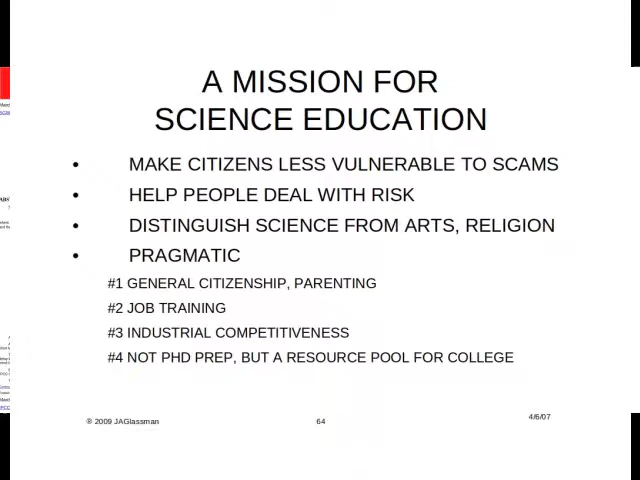 A MISSION FOR
SCIENCE EDUCATION
• MAKE CITIZENS LESS VULNERABLE TO SCAMS
• HELP PEOPLE DEAL WITH RISK
• DISTINGUISH SCIENCE FROM ARTS, RELIGION
• PRAGMATIC
#1 GENERAL CITIZENSHIP, PARENTING
#2 JOB TRAINING
#3 INDUSTRIAL COMPETITIVENESS
#4 NOT PHD PREP, BUT A RESOURCE POOL FOR COLLEGE
® 2009 JAGlassman 64 4/6/07